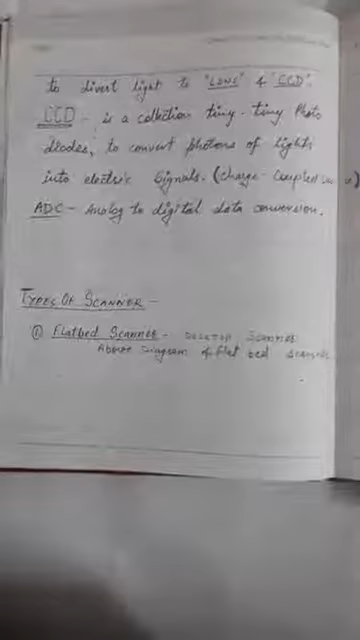 to divert light to "LENS" & "CCD".
CCD - is a collection tiny-tiny Photo
diodes, to convert photons of lights
into electric signals. (Charge-Coupled
ADC - Analog to digital data conversion.
TYPES OF SCANNER -
① Flatbed Scanner - DESKTOP SCANNER
Above Diagram of flat bed scanner